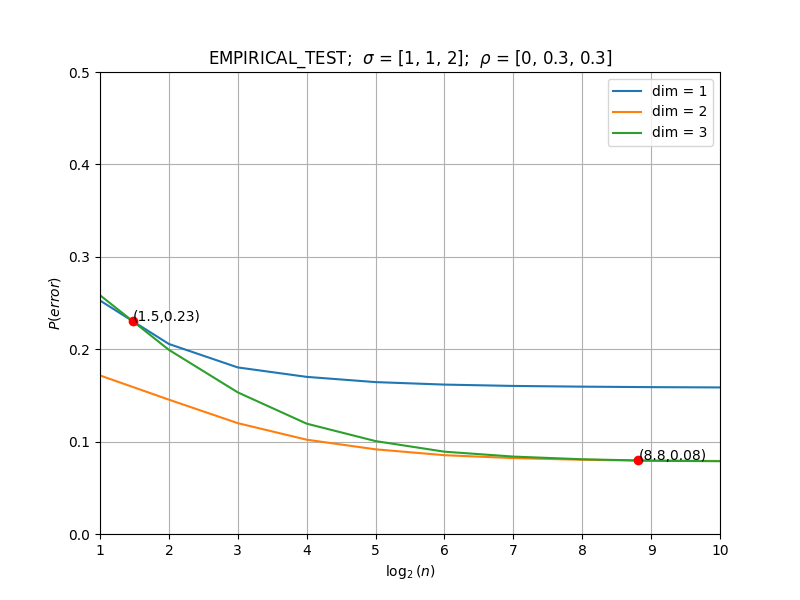 EMPIRICAL_TEST; σ = [1, 1, 2]; ρ = [0, 0.3, 0.3]
0.5
0.4
0.3
0.2
0.1
0.0
P(error)
dim = 1
dim = 2
dim = 3
(1.5,0.23)
(8.8,0.08)
1 2 3 4 5 6 7 8 9 10
log₂(n)